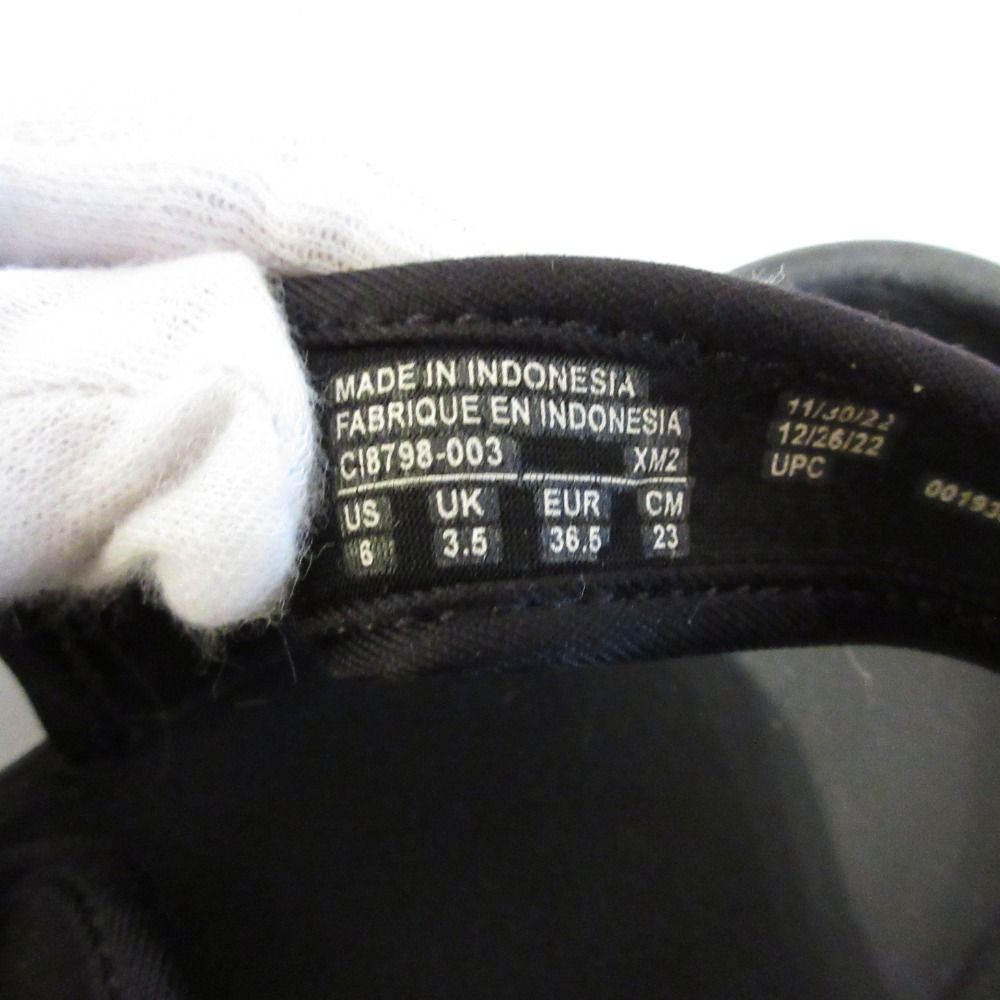 MADE IN INDONESIA
FABRIQUE EN INDONESIA
CI8798-003 XM2
US UK EUR CM
6 3.5 36.5 23
11/30/22
12/26/22
UPC
00193